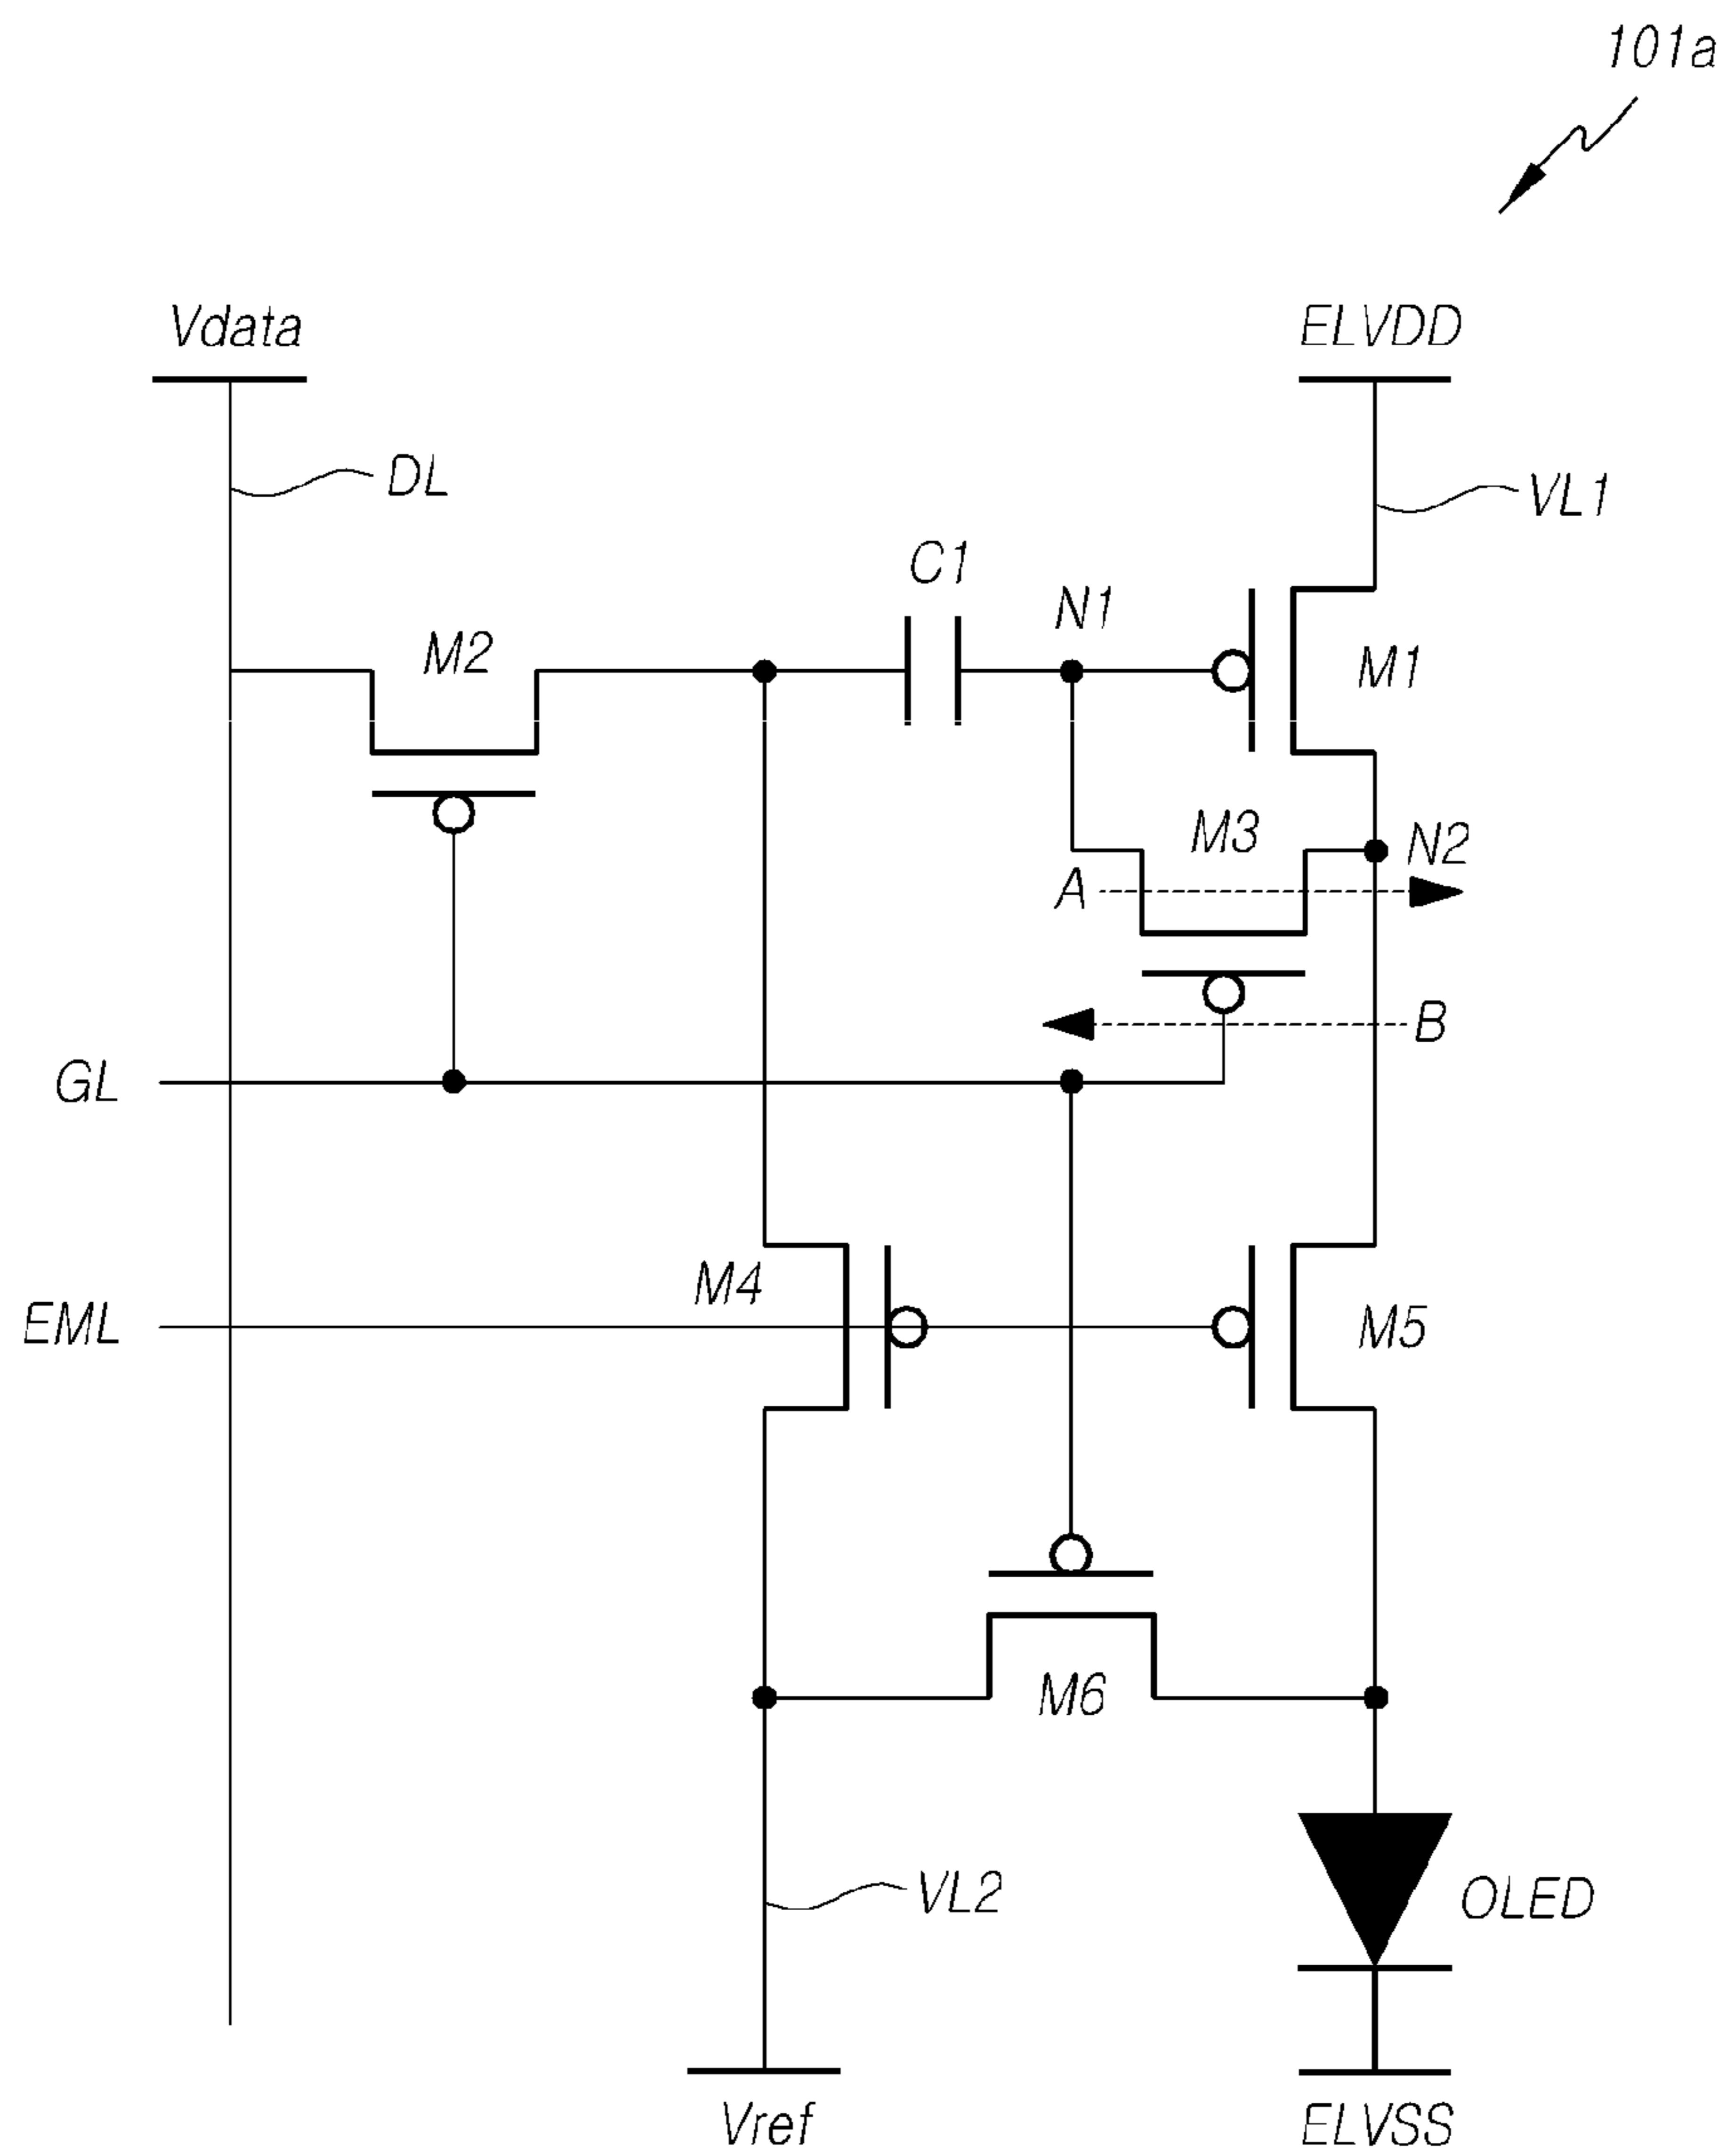 101a
Vdata
ELVDD
DL
VL1
C1
N1
M2
M1
M3
N2
A
B
GL
M4
EML
M5
M6
VL2
OLED
Vref
ELVSS